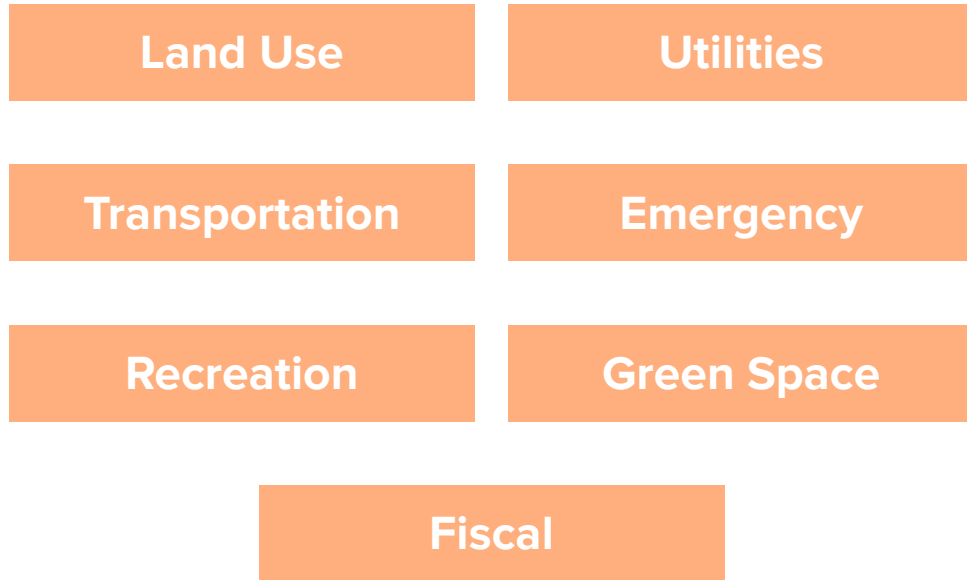 Land Use
Utilities
Transportation
Emergency
Recreation
Green Space
Fiscal